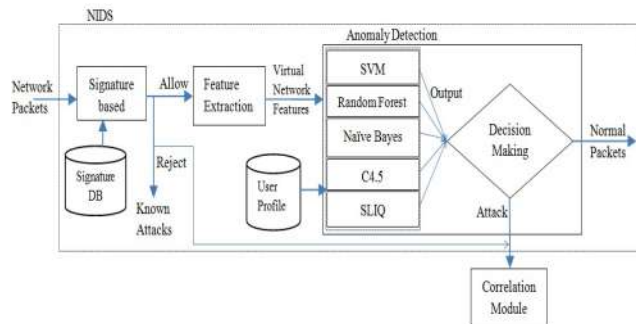 NIDS
Anomaly Detection
Network
Packets
Signature
based
Allow
Feature
Extraction
Virtual
Network
Features
SVM
Random Forest
Naïve Bayes
C4.5
SLIQ
Output
Decision
Making
Normal
Packets
Signature
DB
Reject
Known
Attacks
User
Profile
Attack
Correlation
Module